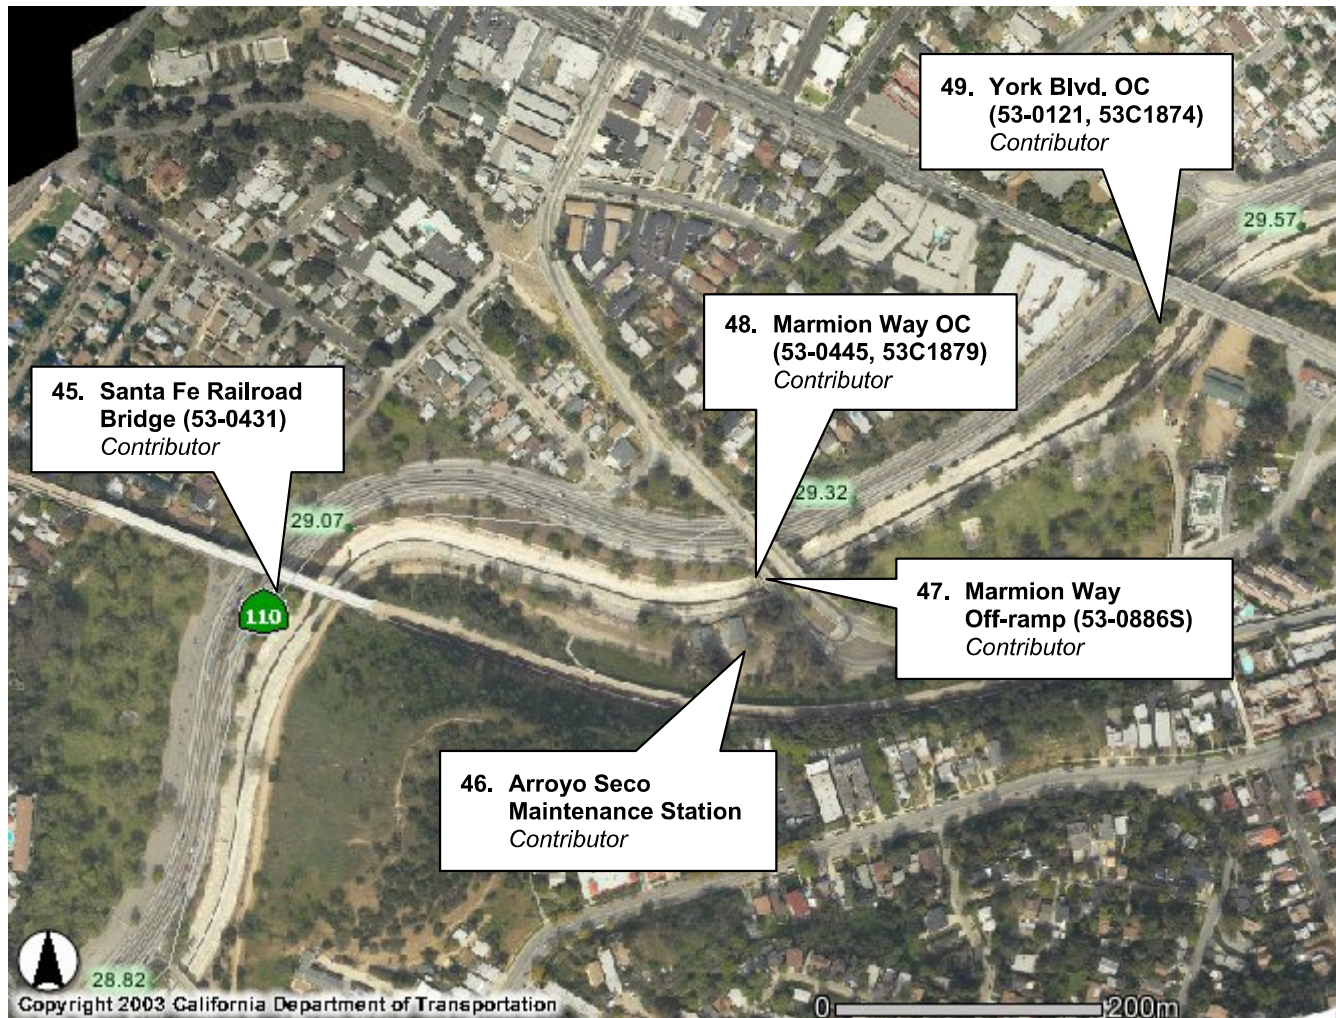 49. York Blvd. OC
(53-0121, 53C1874)
Contributor
29.57
48. Marmion Way OC
(53-0445, 53C1879)
Contributor
45. Santa Fe Railroad
Bridge (53-0431)
Contributor
29.32
29.07
47. Marmion Way
Off-ramp (53-0886S)
Contributor
110
46. Arroyo Seco
Maintenance Station
Contributor
28.82
Copyright 2003 California Department of Transportation
0 200m